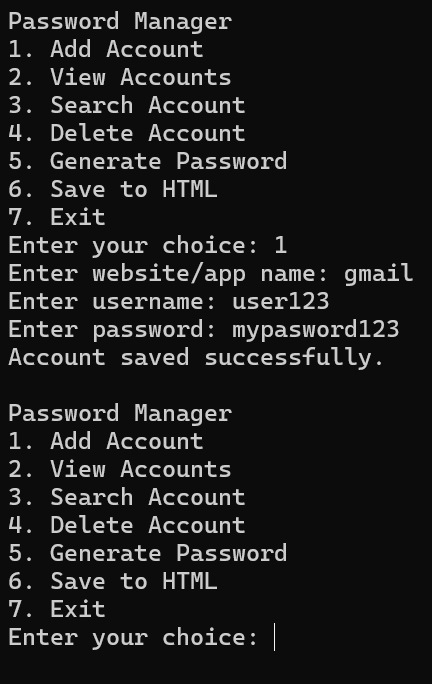 Password Manager
1. Add Account
2. View Accounts
3. Search Account
4. Delete Account
5. Generate Password
6. Save to HTML
7. Exit
Enter your choice: 1
Enter website/app name: gmail
Enter username: user123
Enter password: mypasword123
Account saved successfully.

Password Manager
1. Add Account
2. View Accounts
3. Search Account
4. Delete Account
5. Generate Password
6. Save to HTML
7. Exit
Enter your choice: